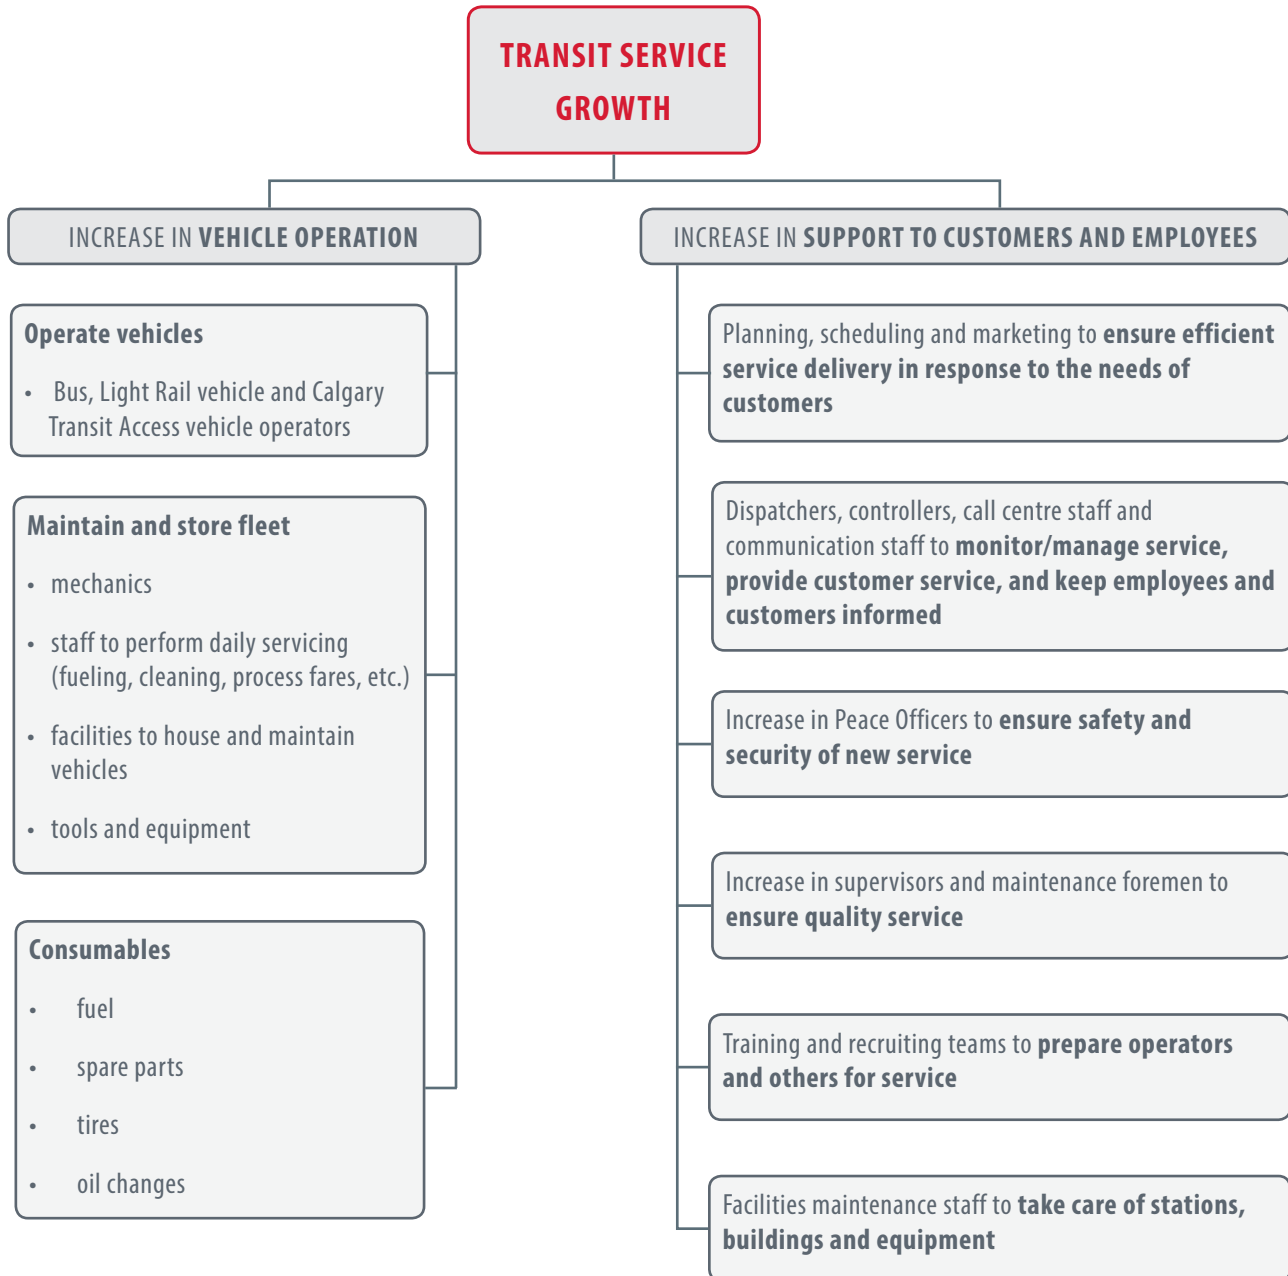 TRANSIT SERVICE
GROWTH
INCREASE IN VEHICLE OPERATION
Operate vehicles
• Bus, Light Rail vehicle and Calgary
Transit Access vehicle operators
Maintain and store fleet
• mechanics
• staff to perform daily servicing
(fueling, cleaning, process fares, etc.)
• facilities to house and maintain
vehicles
• tools and equipment
Consumables
• fuel
• spare parts
• tires
• oil changes
INCREASE IN SUPPORT TO CUSTOMERS AND EMPLOYEES
Planning, scheduling and marketing to ensure efficient
service delivery in response to the needs of
customers
Dispatchers, controllers, call centre staff and
communication staff to monitor/manage service,
provide customer service, and keep employees and
customers informed
Increase in Peace Officers to ensure safety and
security of new service
Increase in supervisors and maintenance foremen to
ensure quality service
Training and recruiting teams to prepare operators
and others for service
Facilities maintenance staff to take care of stations,
buildings and equipment